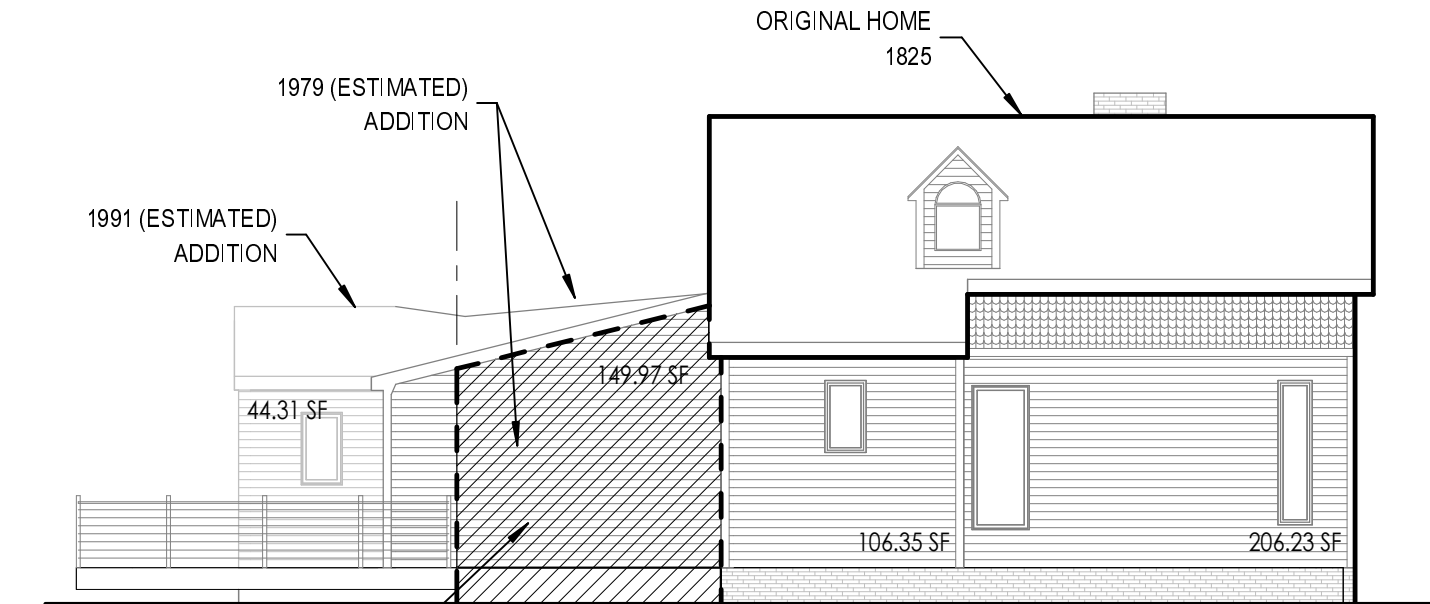 ORIGINAL HOME
1825
1979 (ESTIMATED)
ADDITION
1991 (ESTIMATED)
ADDITION
149.97 SF
44.31 SF
106.35 SF
206.23 SF